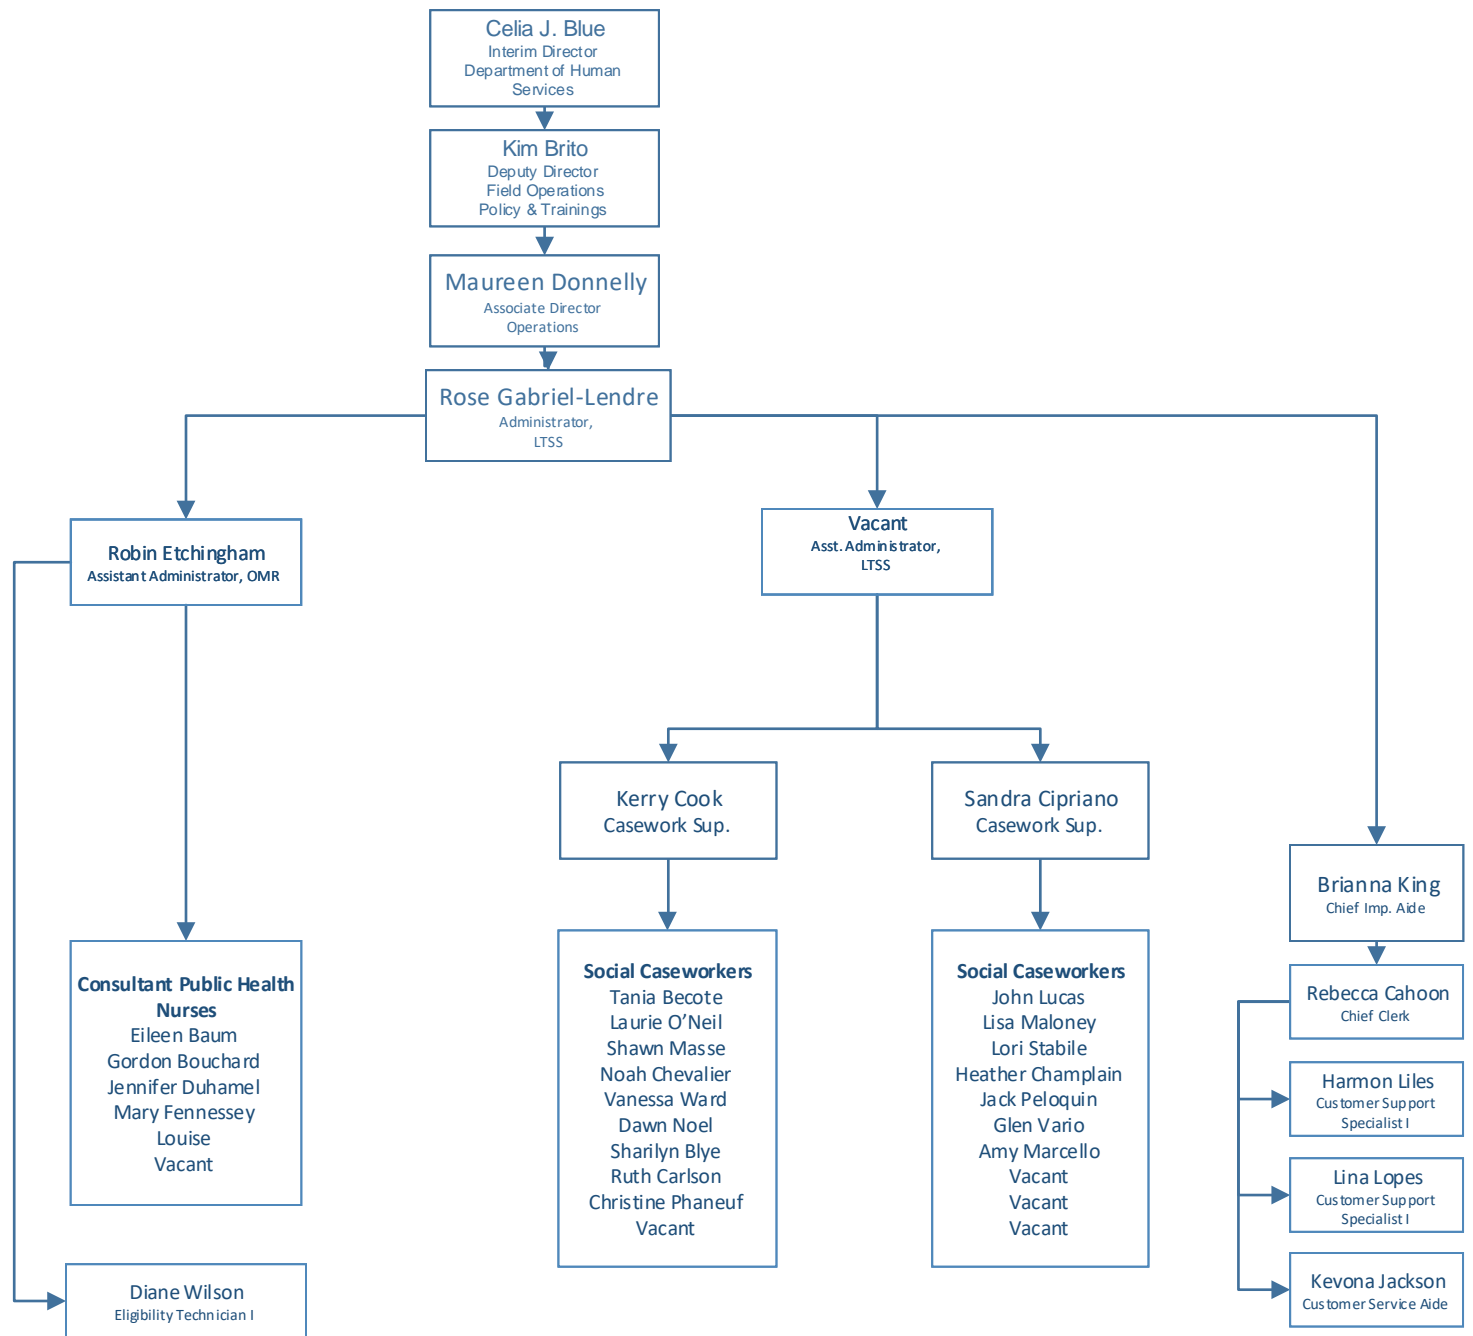 Celia J. Blue
Interim Director
Department of Human
Services
Kim Brito
Deputy Director
Field Operations
Policy & Trainings
Maureen Donnelly
Associate Director
Operations
Rose Gabriel-Lendre
Administrator,
LTSS
Robin Etchingham
Assistant Administrator, OMR
Vacant
Asst. Administrator,
LTSS
Kerry Cook
Casework Sup.
Sandra Cipriano
Casework Sup.
Brianna King
Chief Imp. Aide
Consultant Public Health
Nurses
Eileen Baum
Gordon Bouchard
Jennifer Duhamel
Mary Fennessey
Louise
Vacant
Social Caseworkers
Tania Becote
Laurie O’Neil
Shawn Masse
Noah Chevalier
Vanessa Ward
Dawn Noel
Sharilyn Blye
Ruth Carlson
Christine Phaneuf
Vacant
Social Caseworkers
John Lucas
Lisa Maloney
Lori Stabile
Heather Champlain
Jack Peloquin
Glen Vario
Amy Marcello
Vacant
Vacant
Vacant
Rebecca Cahoon
Chief Clerk
Harmon Liles
Customer Support
Specialist I
Lina Lopes
Customer Support
Specialist I
Kevona Jackson
Customer Service Aide
Diane Wilson
Eligibility Technician I